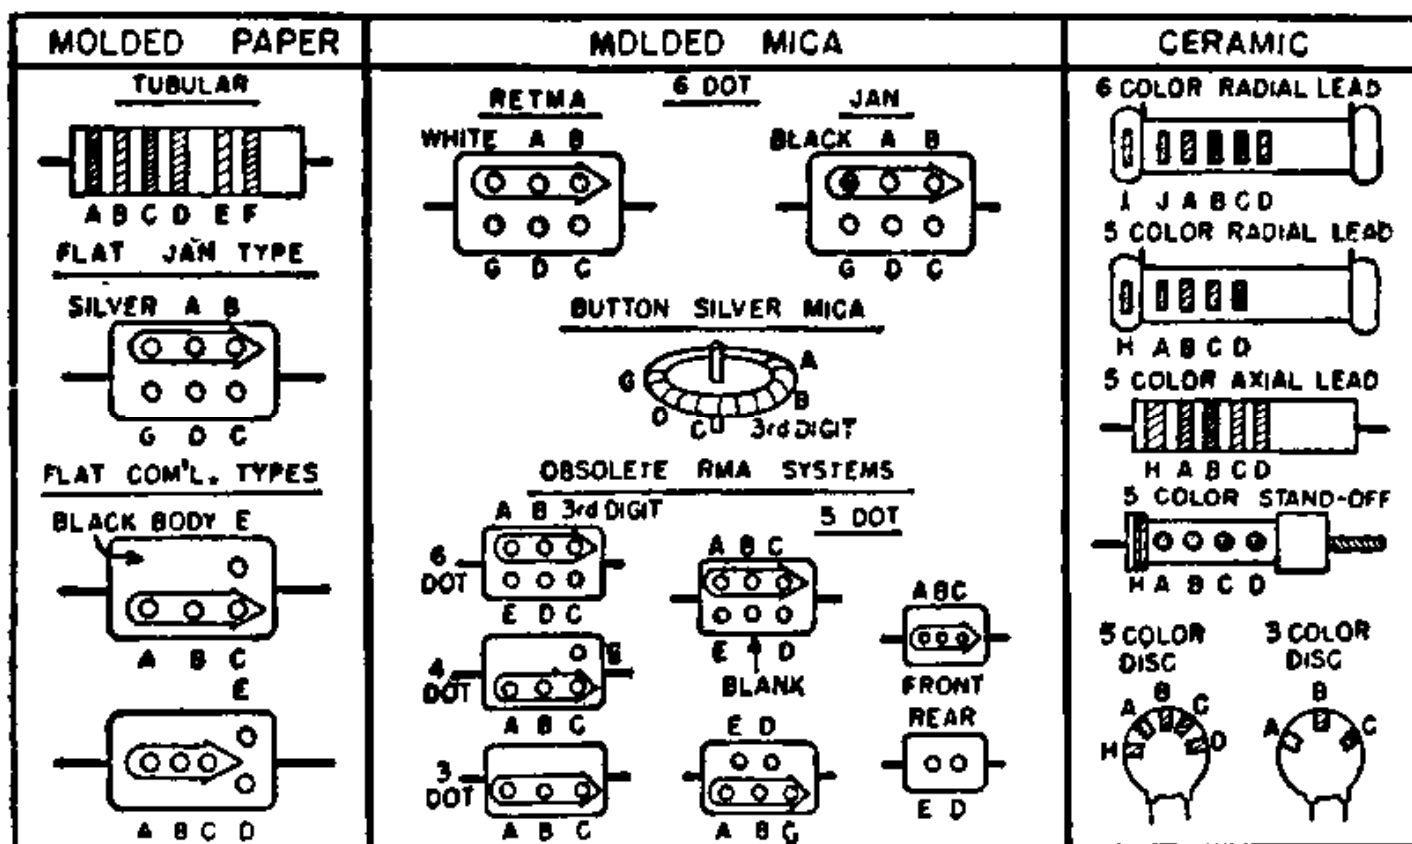 MOLDED PAPER
TUBULAR
A B C D E F
FLAT JAN TYPE
SILVER A B
G D C
FLAT COM'L. TYPES
BLACK BODY E
A B C
E
A B C D
MOLDED MICA
6 DOT
RETMA
WHITE A B
G D C
JAN
BLACK A B
G D C
BUTTON SILVER MICA
A
G
B
D
C 3rd DIGIT
OBSOLETE RMA SYSTEMS
A B 3rd DIGIT
6 DOT
E D C
5 DOT
A B C
E D
BLANK
4 DOT
E
A B C
3 DOT
A B C
E D
A B C
A B C
FRONT
REAR
E D
CERAMIC
6 COLOR RADIAL LEAD
I J A B C D
5 COLOR RADIAL LEAD
H A B C D
5 COLOR AXIAL LEAD
H A B C D
5 COLOR STAND-OFF
H A B C D
5 COLOR DISC
H A B C D
3 COLOR DISC
A B C